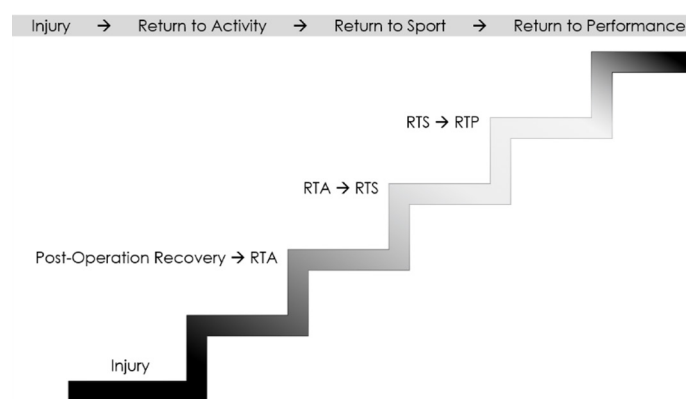 Injury → Return to Activity → Return to Sport → Return to Performance
RTS → RTP
RTA → RTS
Post-Operation Recovery → RTA
Injury